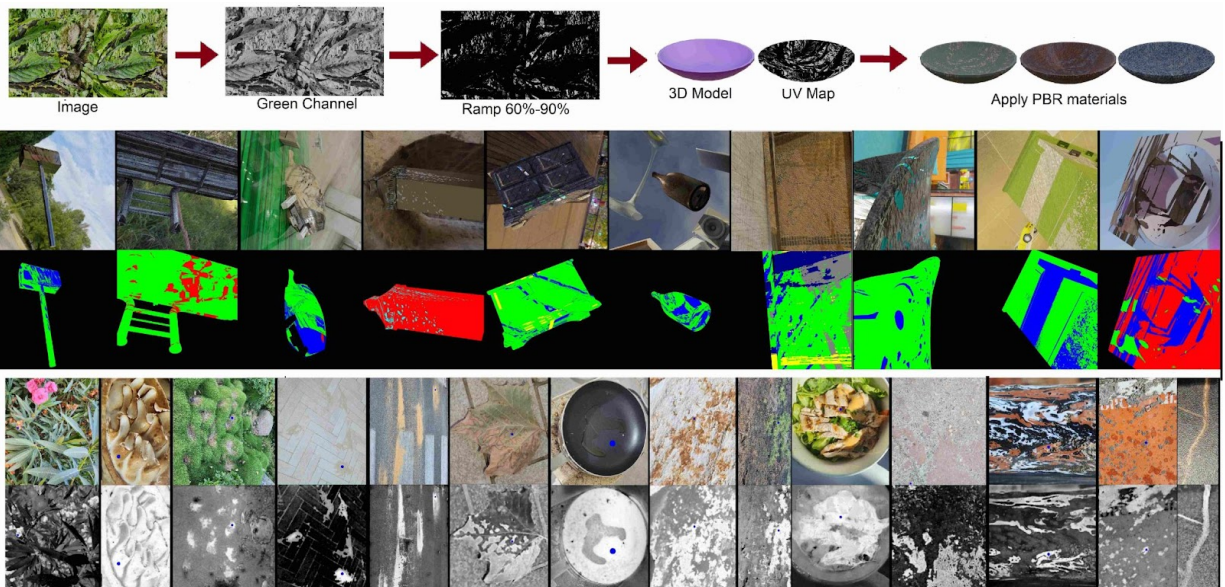 Image
Green Channel
Ramp 60%-90%
3D Model
UV Map
Apply PBR materials